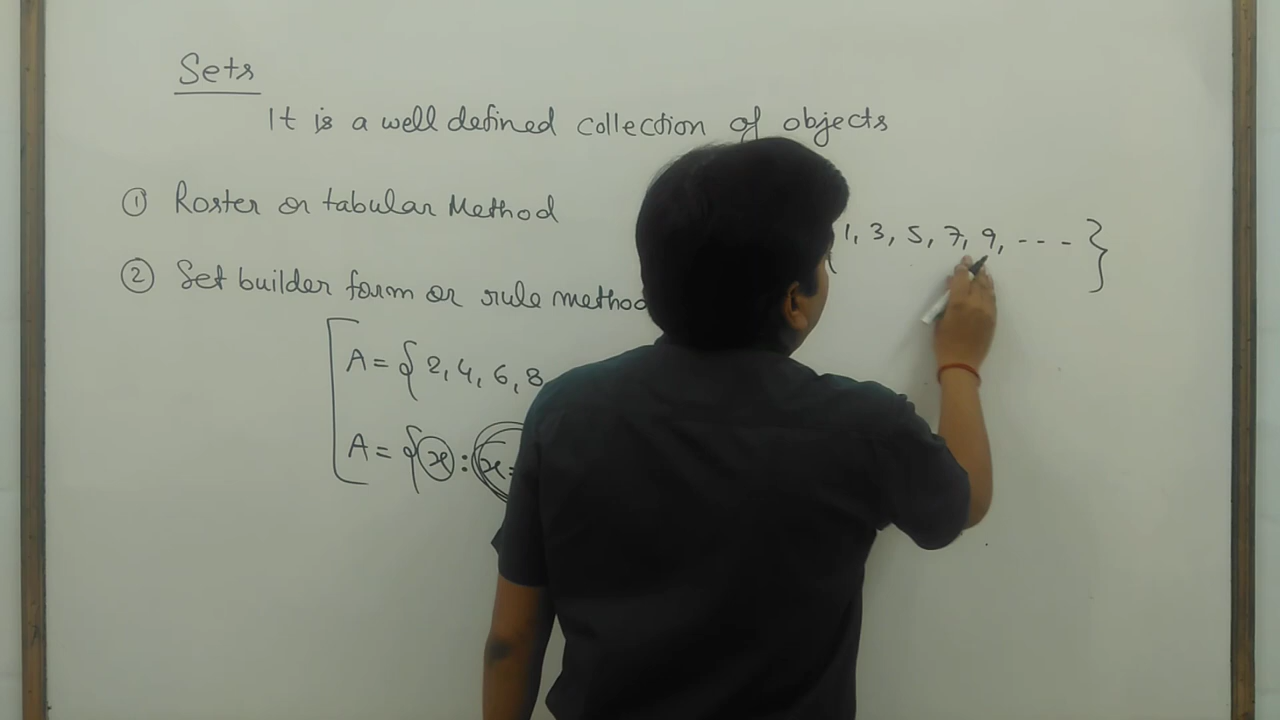 Sets
It is a well defined collection of objects
① Roster or tabular Method
1, 3, 5, 7, 9, - - - }
② Set builder form or rule method
A = { 2, 4, 6, 8
A = { x : x =